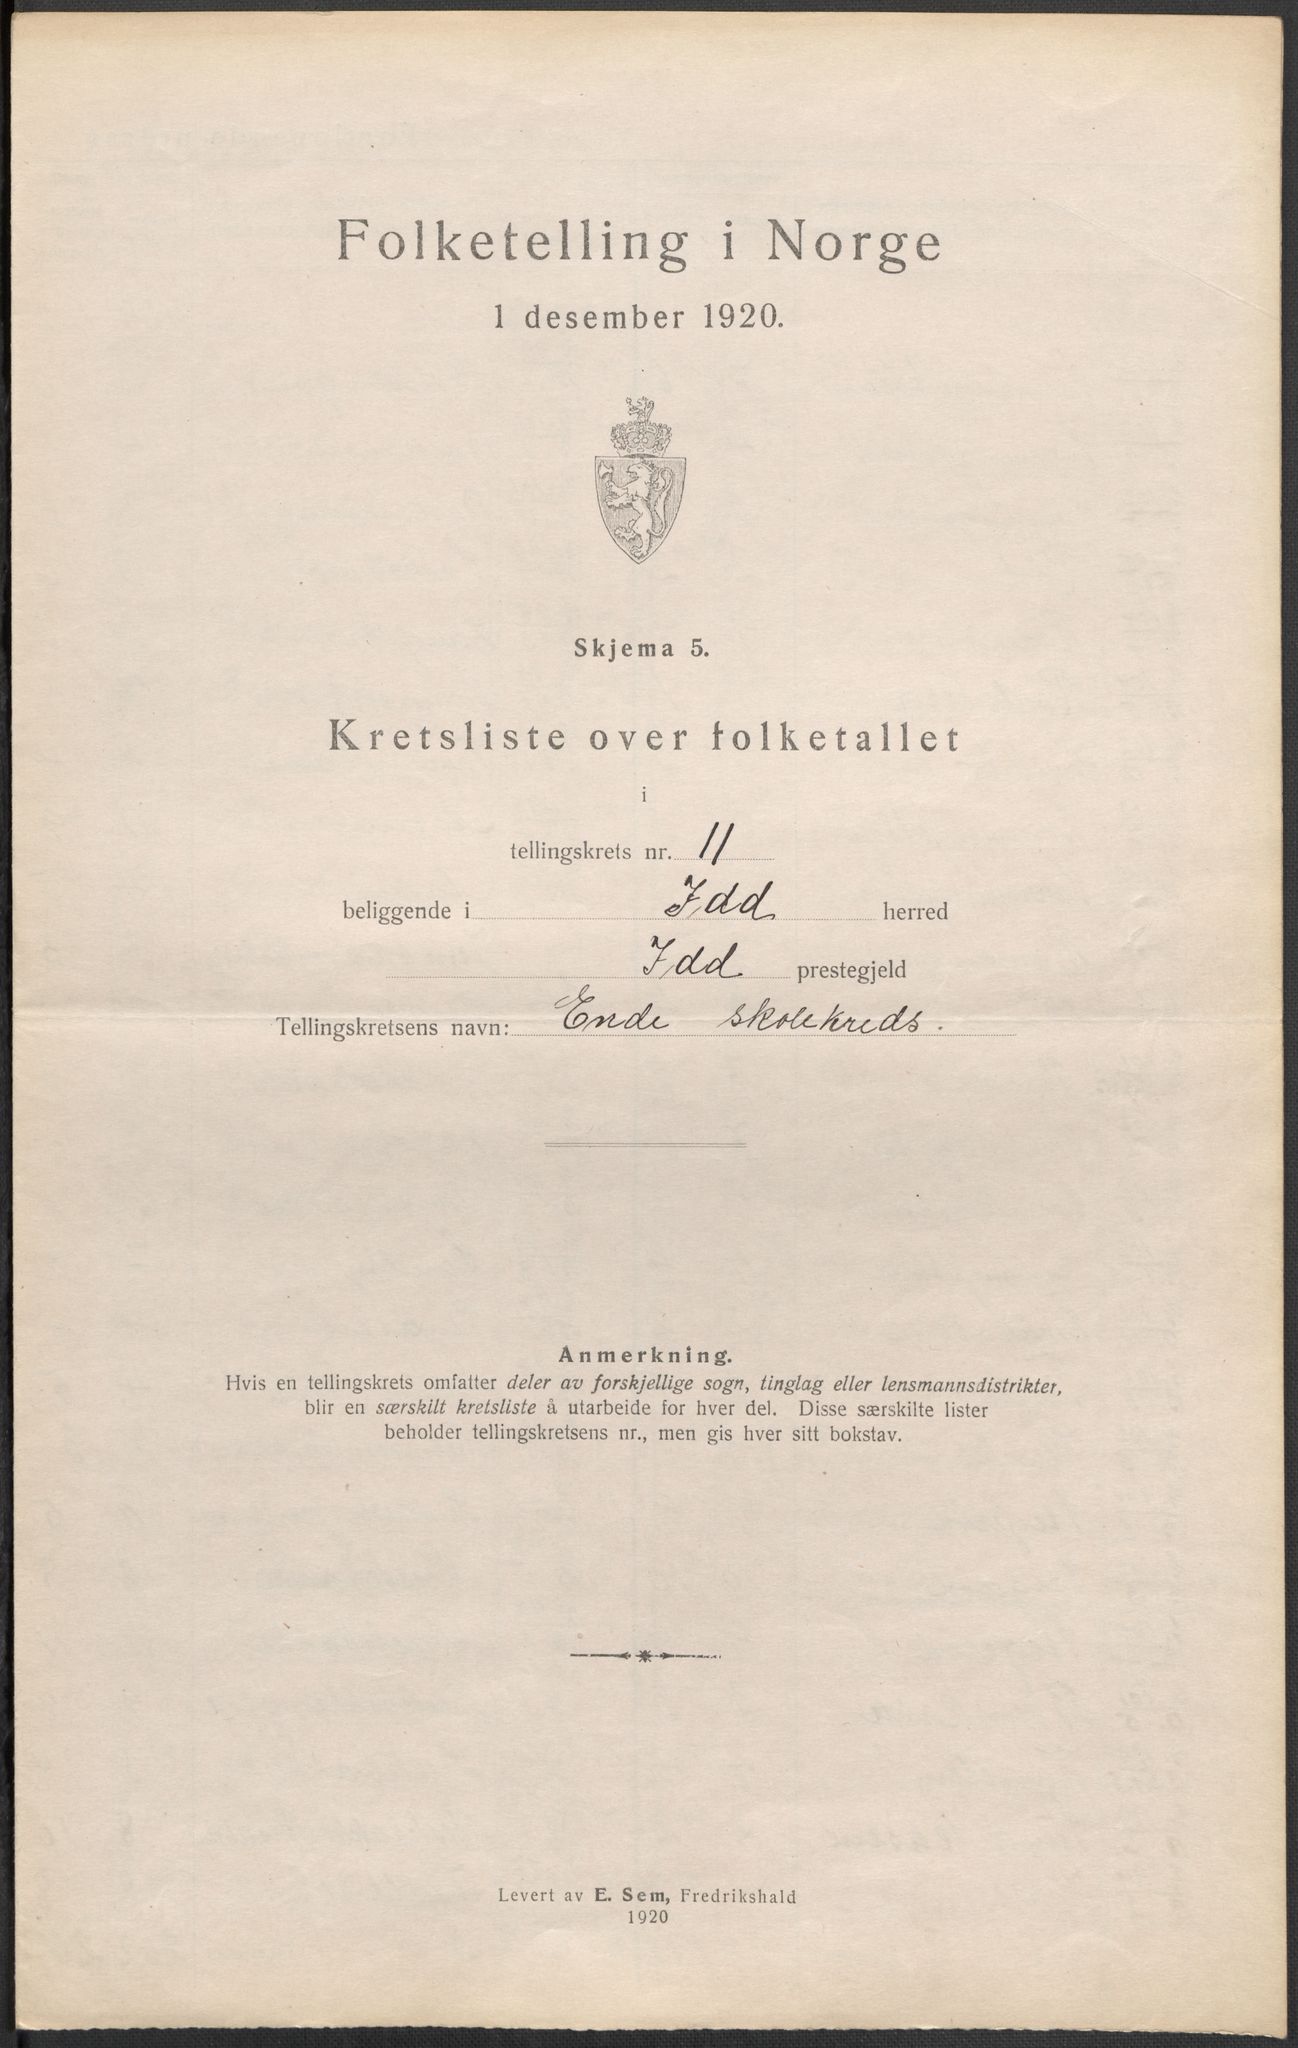 Folketelling i Norge
1 desember 1920.
Skjema 5.
Kretsliste over folketallet
i
tellingskrets nr. 11
beliggende i Idd herred
Idd prestegjeld
Tellingskretsens navn: Ende skolekreds.
Anmerkning.
Hvis en tellingskrets omfatter deler av forskjellige sogn, tinglag eller lensmannsdistrikter,
blir en særskilt kretsliste å utarbeide for hver del. Disse særskilte lister
beholder tellingskretsens nr., men gis hver sitt bokstav.
Levert av E. Sem, Fredrikshald
1920